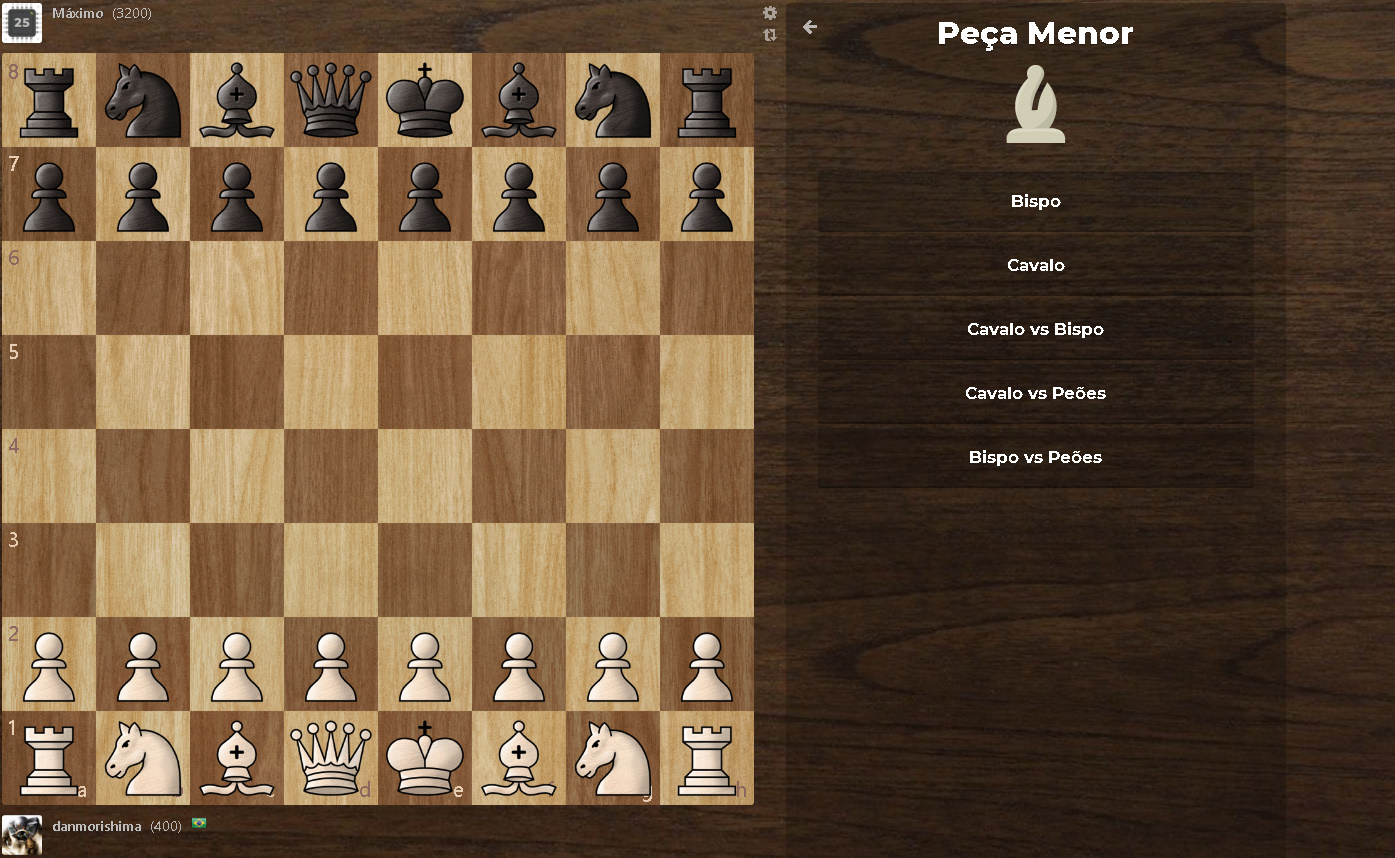 25
Máximo (3200)
8
7
6
5
4
3
2
1
a
d
e
g
h
danmorishima (400)
Peça Menor
Bispo
Cavalo
Cavalo vs Bispo
Cavalo vs Peões
Bispo vs Peões